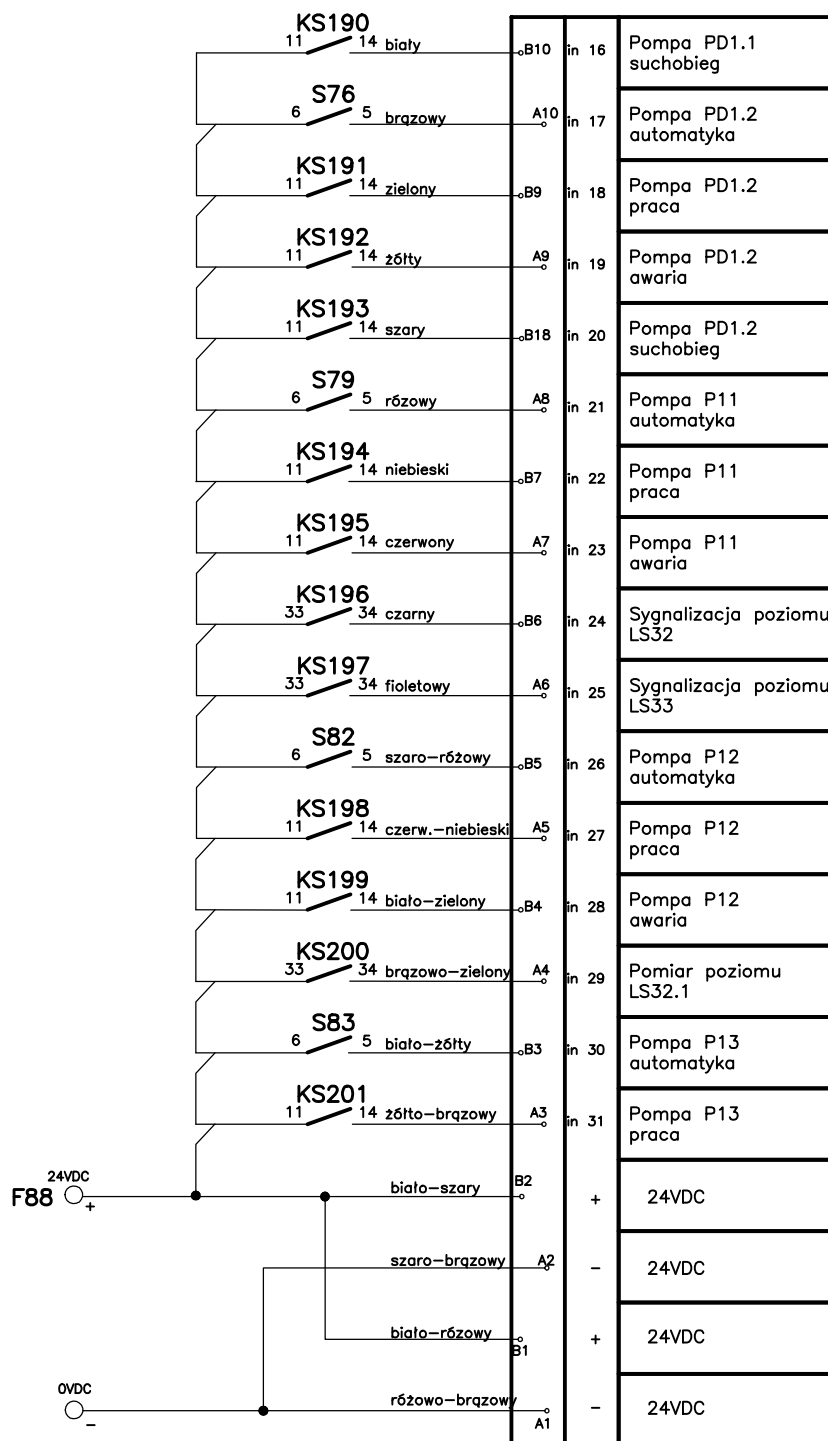 KS190
11 14 biały B10 in 16 Pompa PD1.1
suchobieg
S76
6 5 brązowy A10 in 17 Pompa PD1.2
automatyka
KS191
11 14 zielony B9 in 18 Pompa PD1.2
praca
KS192
11 14 żółty A9 in 19 Pompa PD1.2
awaria
KS193
11 14 szary B18 in 20 Pompa PD1.2
suchobieg
S79
6 5 różowy A8 in 21 Pompa P11
automatyka
KS194
11 14 niebieski B7 in 22 Pompa P11
praca
KS195
11 14 czerwony A7 in 23 Pompa P11
awaria
KS196
33 34 czarny B6 in 24 Sygnalizacja poziomu
LS32
KS197
33 34 fioletowy A6 in 25 Sygnalizacja poziomu
LS33
S82
6 5 szaro-różowy B5 in 26 Pompa P12
automatyka
KS198
11 14 czerw.-niebieski A5 in 27 Pompa P12
praca
KS199
11 14 biało-zielony B4 in 28 Pompa P12
awaria
KS200
33 34 brązowo-zielony A4 in 29 Pomiar poziomu
LS32.1
S83
6 5 biało-żółty B3 in 30 Pompa P13
automatyka
KS201
11 14 żółto-brązowy A3 in 31 Pompa P13
praca
F88 24VDC + biało-szary B2 + 24VDC
szaro-brązowy A2 - 24VDC
biało-różowy B1 + 24VDC
0VDC - różowo-brązowy A1 - 24VDC